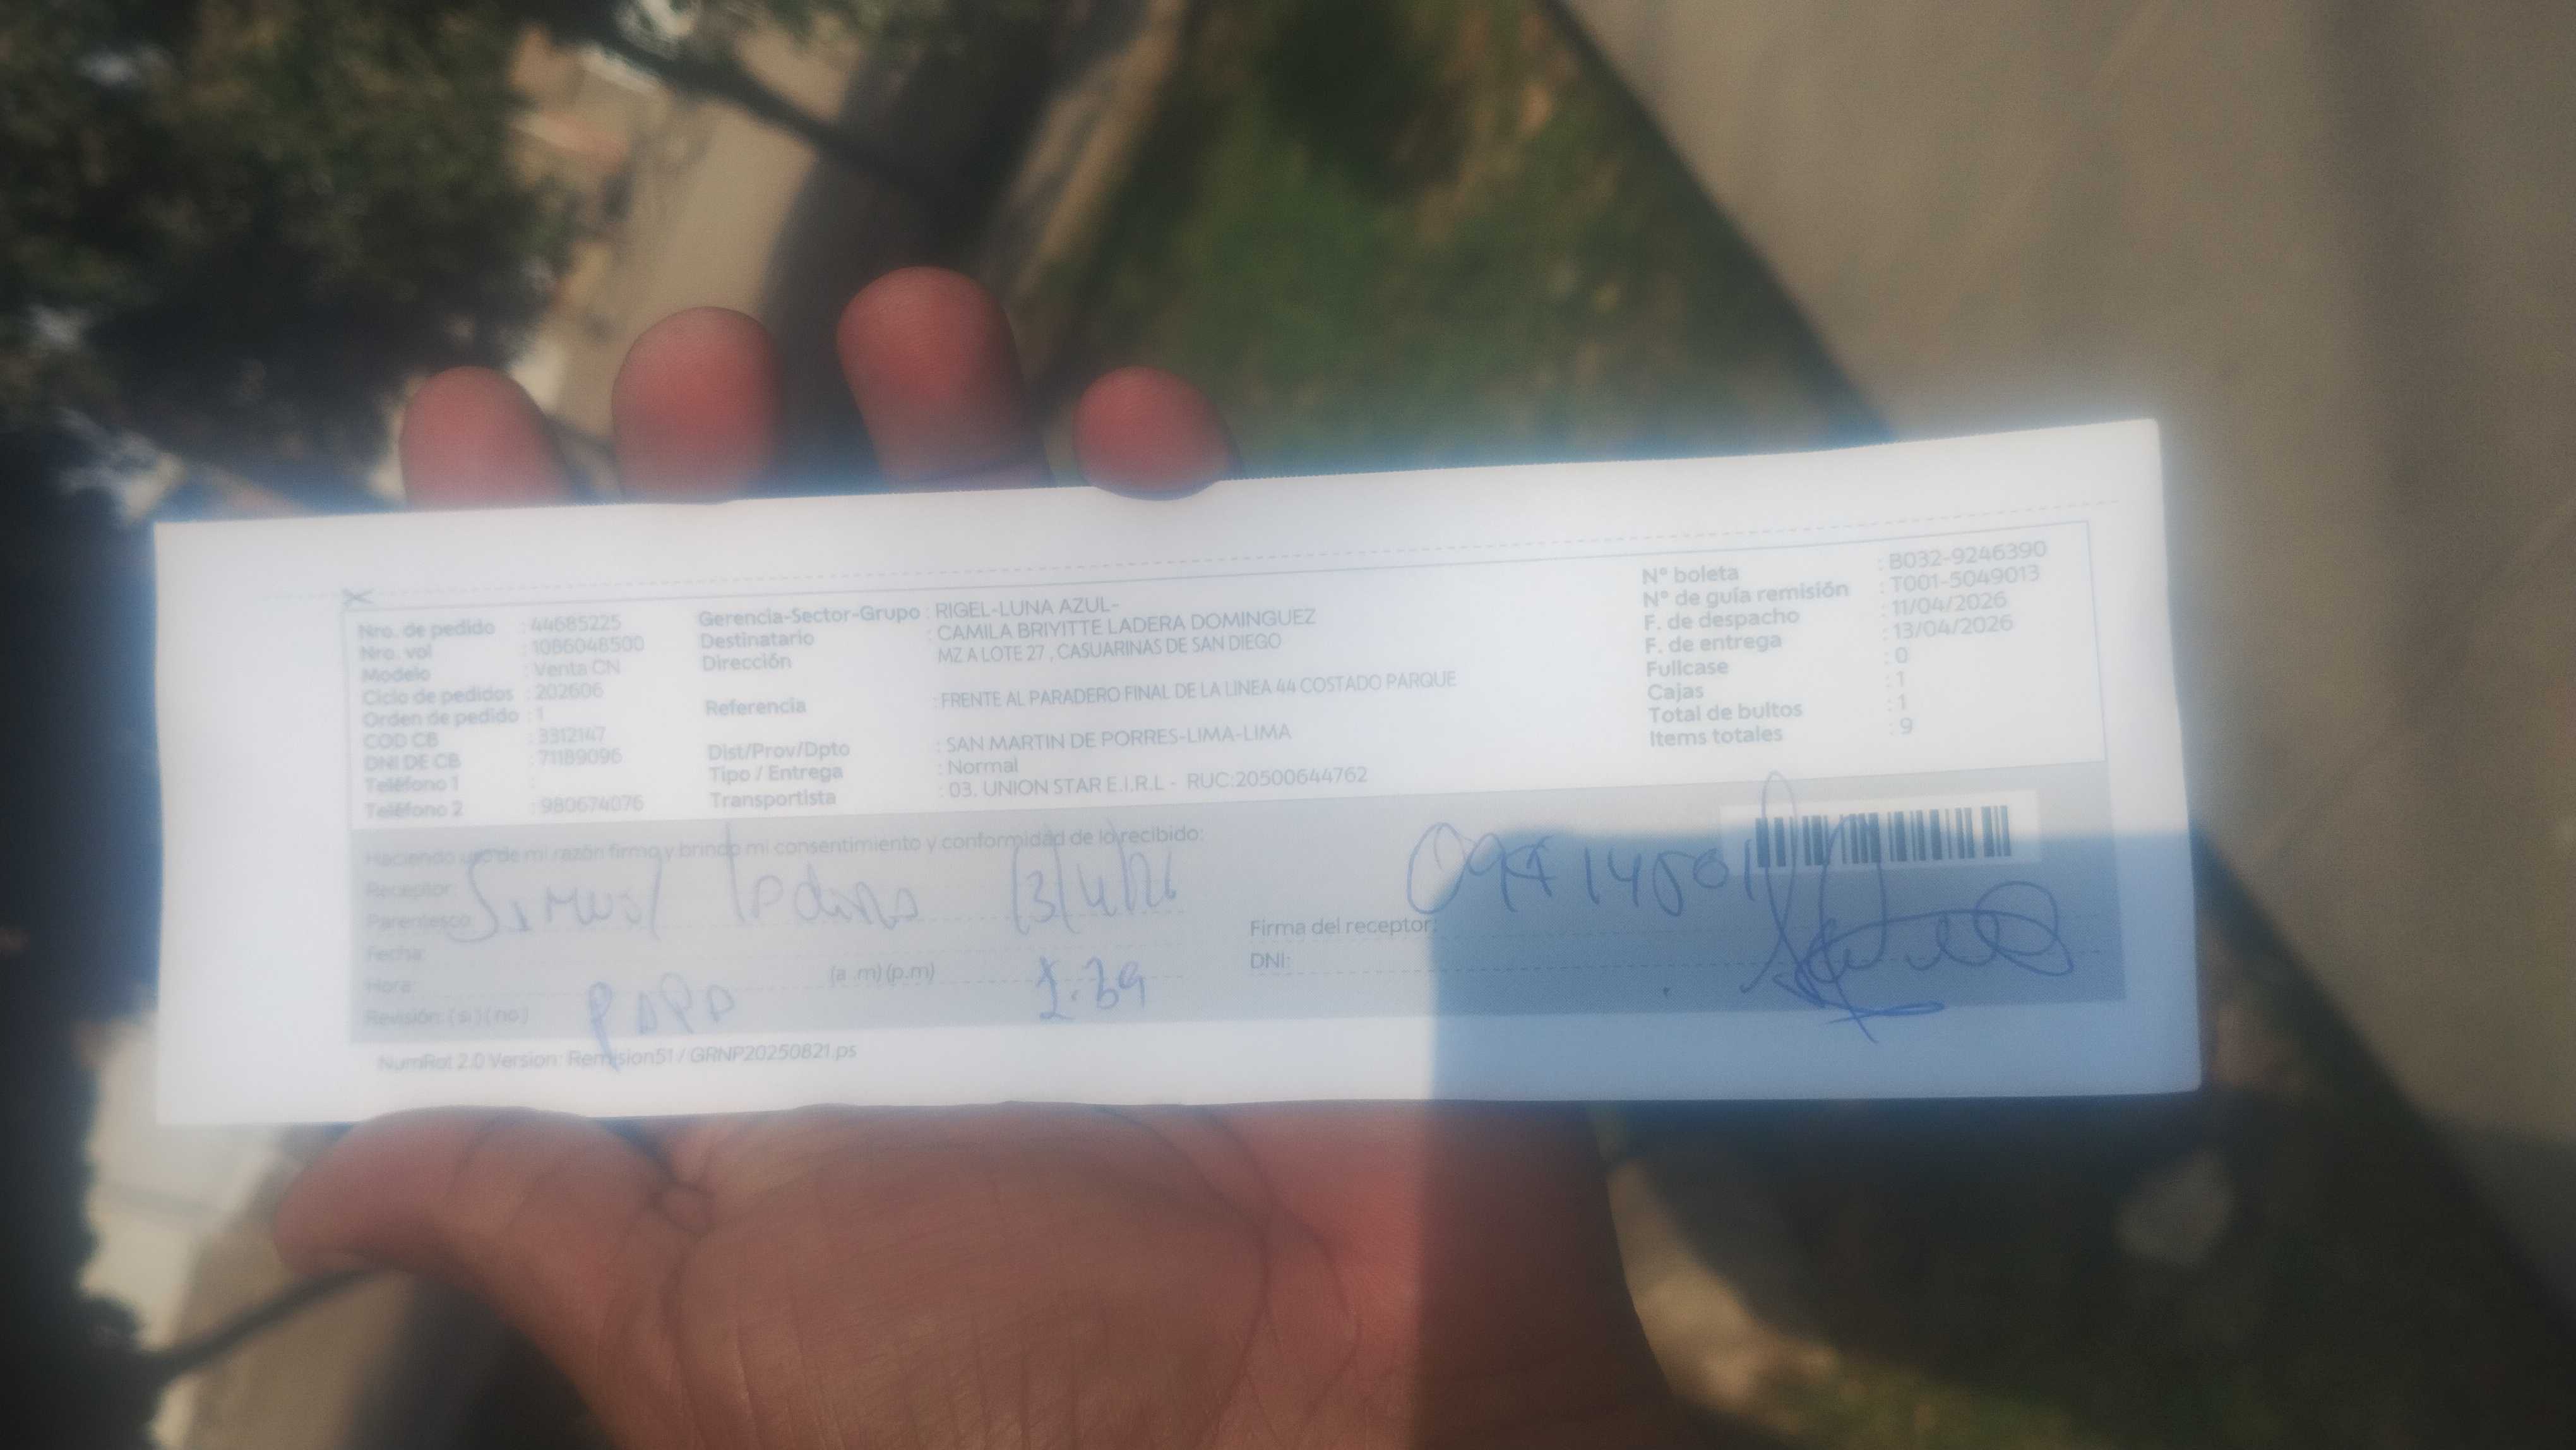 Nro. de pedido : 44685225
Nro. vol : 1086048500
Modelo : Venta CN
Ciclo de pedidos : 202606
Orden de pedido : 1
COD CB : 3312147
DNI DE CB : 71189096
Teléfono 1 :
Teléfono 2 : 980674076
Gerencia-Sector-Grupo : RIGEL-LUNA AZUL-
Destinatario : CAMILA BRIYITTE LADERA DOMINGUEZ
Dirección : MZ A LOTE 27 , CASUARINAS DE SAN DIEGO
Referencia : FRENTE AL PARADERO FINAL DE LA LINEA 44 COSTADO PARQUE
Dist/Prov/Dpto : SAN MARTIN DE PORRES-LIMA-LIMA
Tipo / Entrega : Normal
Transportista : 03. UNION STAR E.I.R.L - RUC:20500644762
N° boleta : B032-9246390
N° de guía remisión : T001-5049013
F. de despacho : 11/04/2026
F. de entrega : 13/04/2026
Fullcase : 0
Cajas : 1
Total de bultos : 1
Items totales : 9
Haciendo uso de mi razón firmo y brindo mi consentimiento y conformidad de lo recibido:
Receptor:
Parentesco:
Fecha:
Hora: (a .m) (p.m)
Revisión: ( si ) ( no )
13/4/26
PAPA
Firma del receptor:
DNI:
NumRot 2.0 Version: Remision51 / GRNP20250821.ps